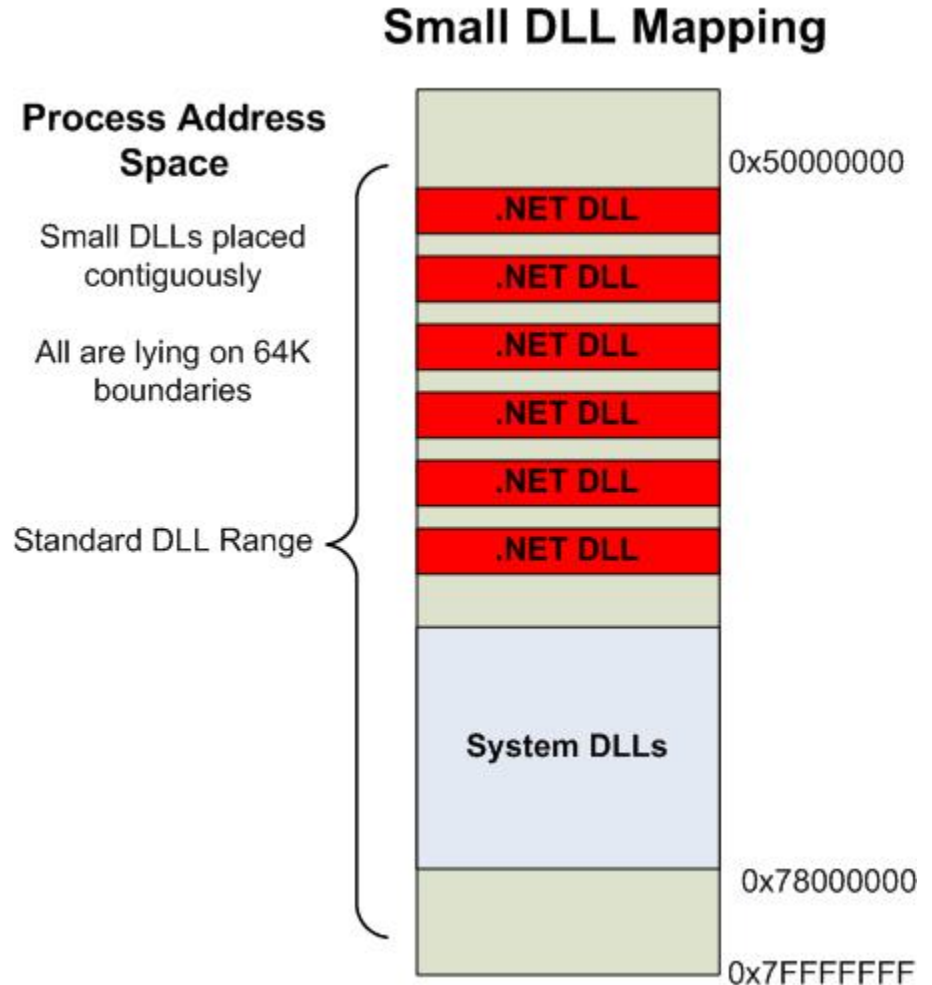 Small DLL Mapping
Process Address
Space
0x50000000
Small DLLs placed
contiguously
All are lying on 64K
boundaries
Standard DLL Range
.NET DLL
.NET DLL
.NET DLL
.NET DLL
.NET DLL
.NET DLL
System DLLs
0x78000000
0x7FFFFFFF